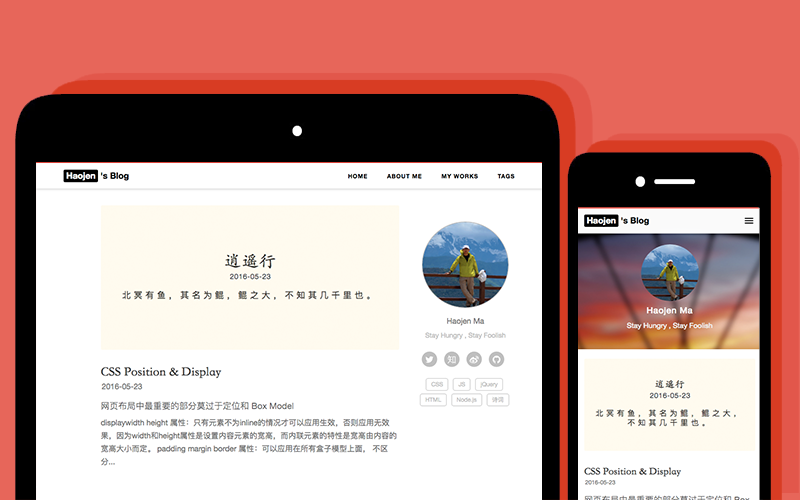 Haojen 's Blog
HOME ABOUT ME MY WORKS TAGS
逍遥行
2016-05-23
北冥有鱼，其名为鲲，鲲之大，不知其几千里也。
CSS Position & Display
2016-05-23
网页布局中最重要的部分莫过于定位和 Box Model
displaywidth height 属性：只有元素不为inline的情况才可以应用生效，否则应用无效
果，因为width和height属性是设置内容元素的宽高，而内联元素的特性是宽高由内容的
宽高大小而定。 padding margin border 属性：可以应用在所有盒子模型上面， 不区
分...
Haojen Ma
Stay Hungry , Stay Foolish
知
CSS JS jQuery
HTML Node.js 诗词
Haojen 's Blog
Haojen Ma
Stay Hungry , Stay Foolish
逍遥行
2016-05-23
北冥有鱼，其名为鲲，鲲之大，不
知其几千里也。
CSS Position & Display
2016-05-23
网页布局中最重要的部分莫过于定位和 Box